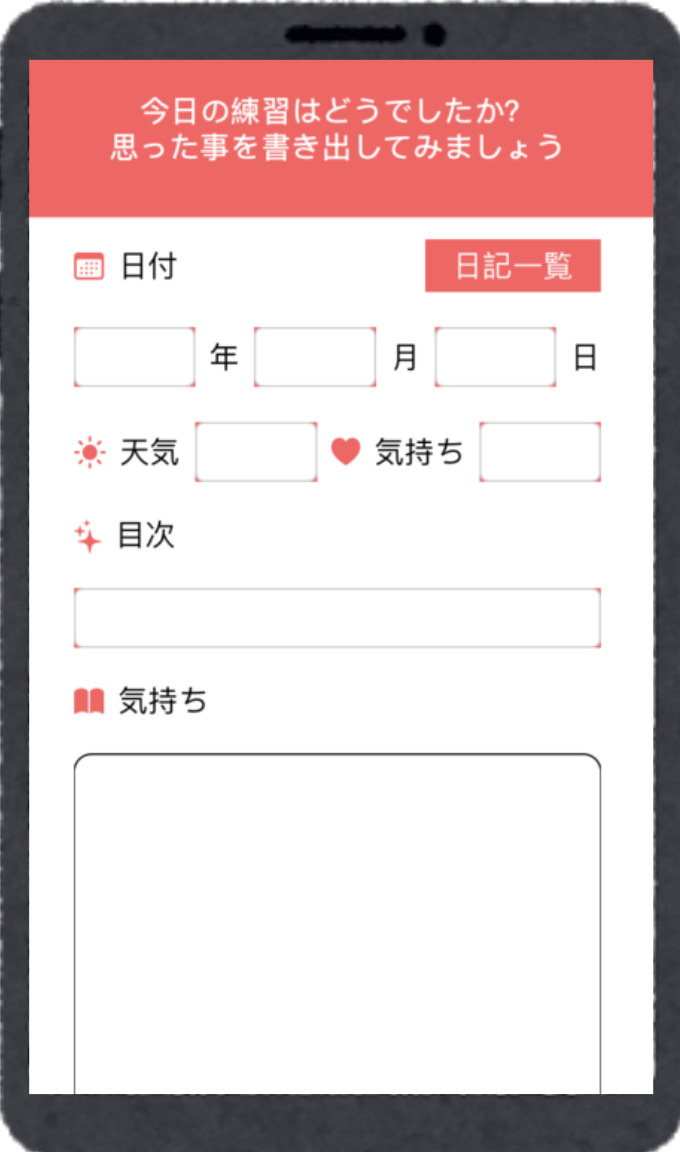 今日の練習はどうでしたか?
思った事を書き出してみましょう
日付
日記一覧
年 月 日
天気 気持ち
目次
気持ち